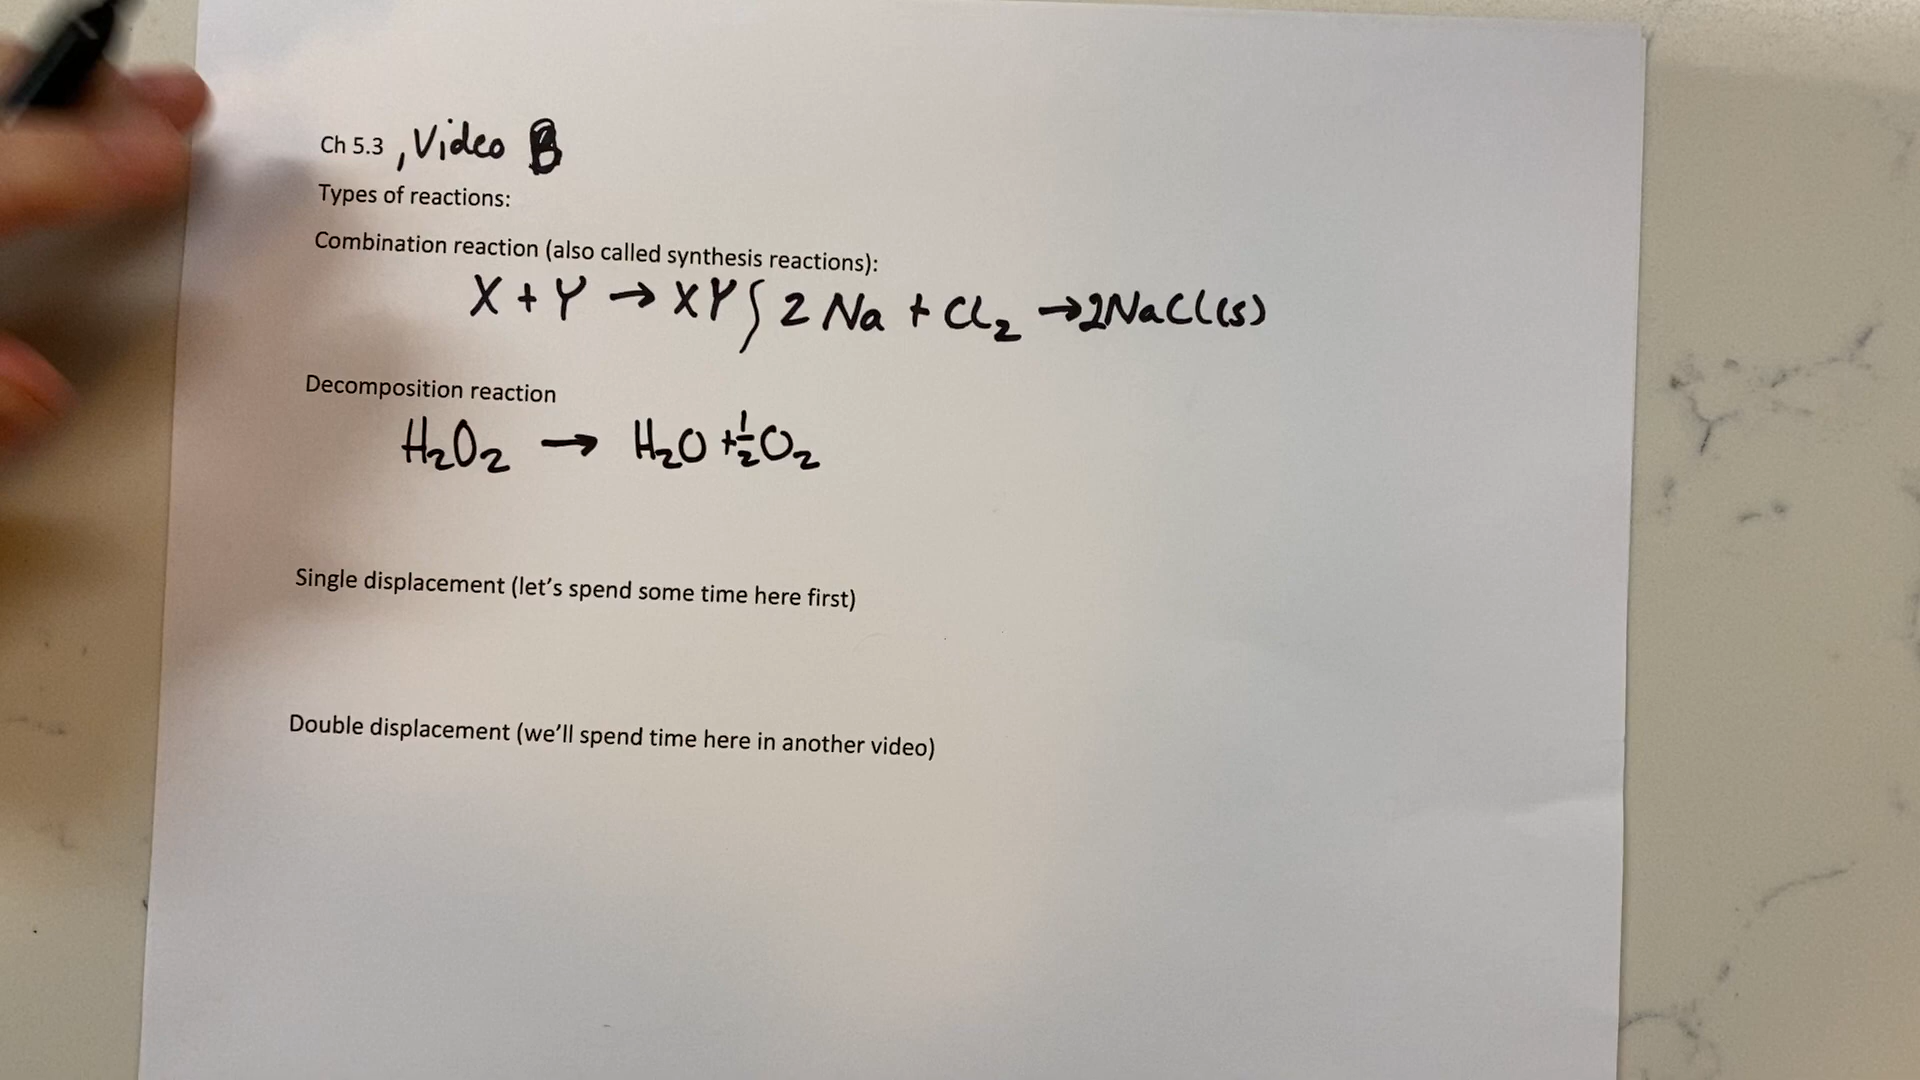 Ch 5.3 , Video B
Types of reactions:
Combination reaction (also called synthesis reactions):
X + Y → XY ∫ 2 Na + Cl₂ → 2NaCl(s)
Decomposition reaction
H₂O₂ → H₂O + ½O₂
Single displacement (let’s spend some time here first)
Double displacement (we’ll spend time here in another video)